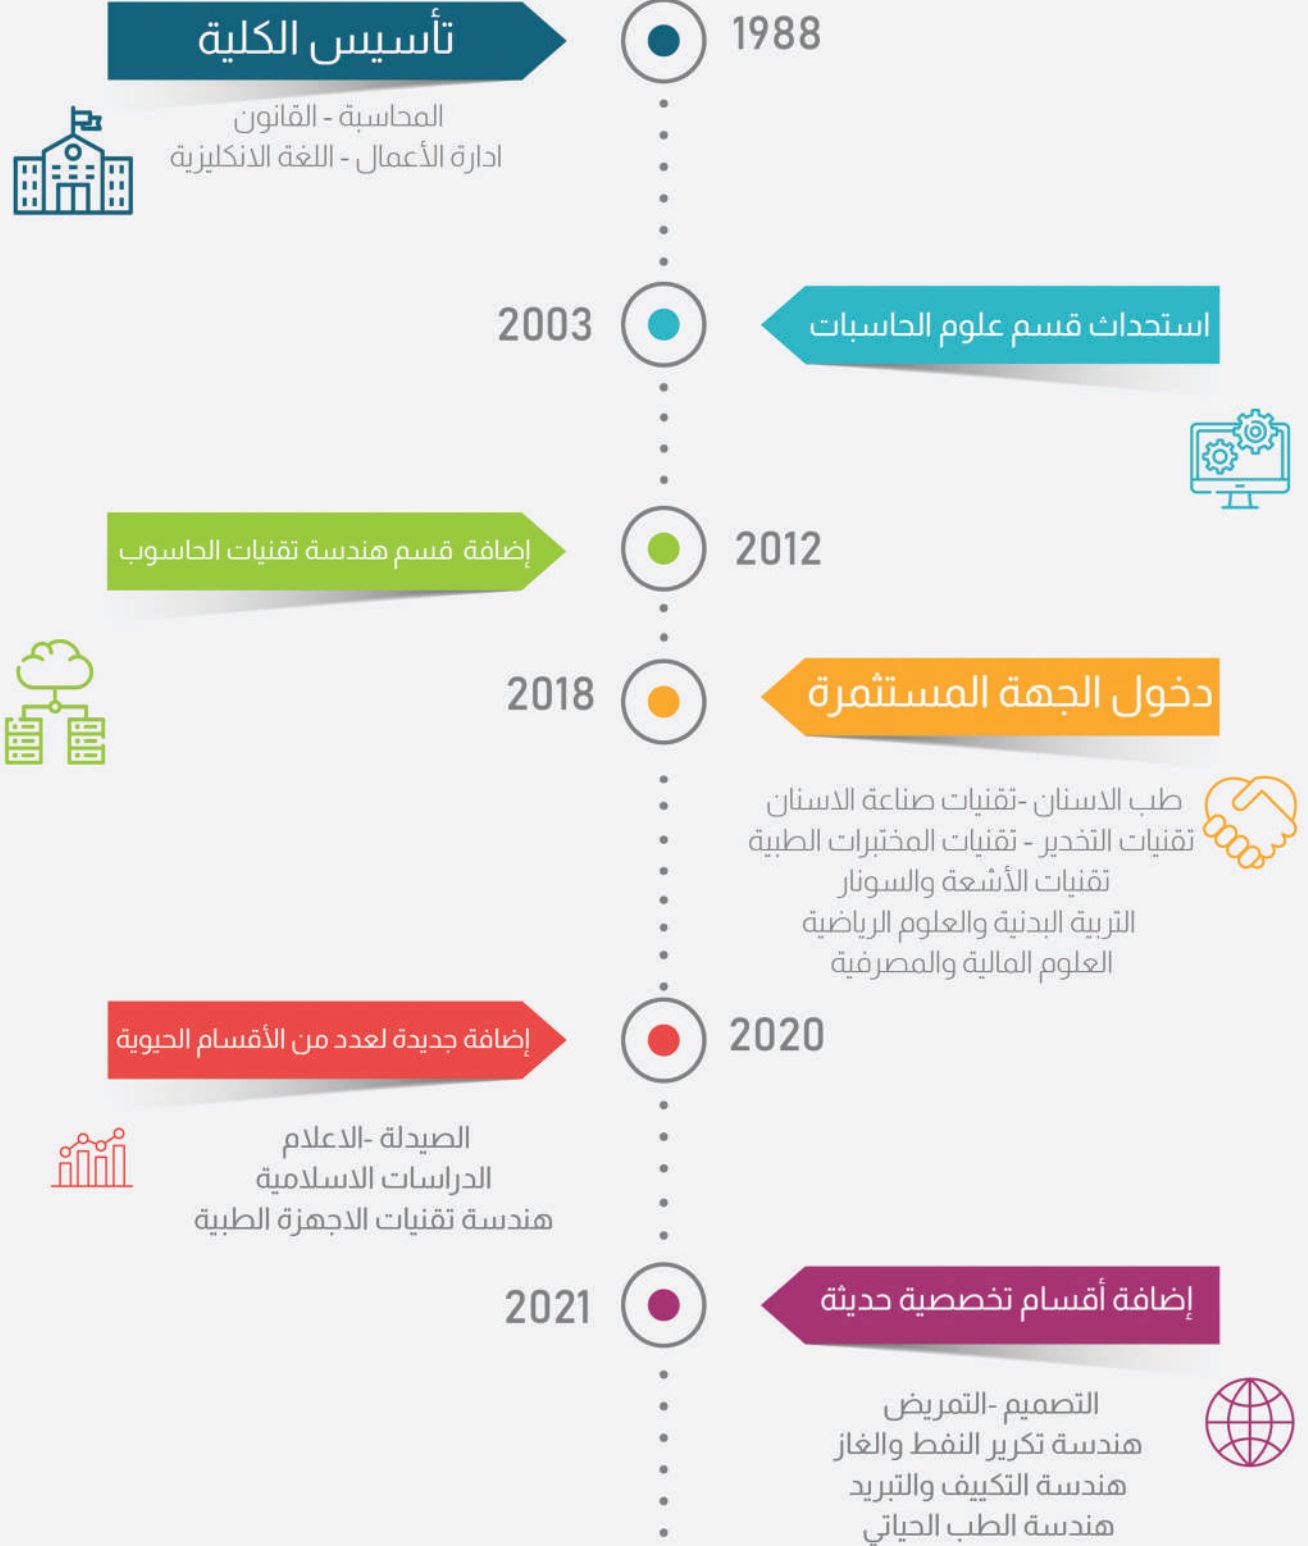 1988
تأسيس الكلية
المحاسبة - القانون
ادارة الأعمال - اللغة الانكليزية
2003
استحداث قسم علوم الحاسبات
2012
إضافة قسم هندسة تقنيات الحاسوب
2018
دخول الجهة المستثمرة
طب الاسنان -تقنيات صناعة الاسنان
تقنيات التخدير - تقنيات المختبرات الطبية
تقنيات الأشعة والسونار
التربية البدنية والعلوم الرياضية
العلوم المالية والمصرفية
2020
إضافة جديدة لعدد من الأقسام الحيوية
الصيدلة -الاعلام
الدراسات الاسلامية
هندسة تقنيات الاجهزة الطبية
2021
إضافة أقسام تخصصية حديثة
التصميم -التمريض
هندسة تكرير النفط والغاز
هندسة التكييف والتبريد
هندسة الطب الحياتي